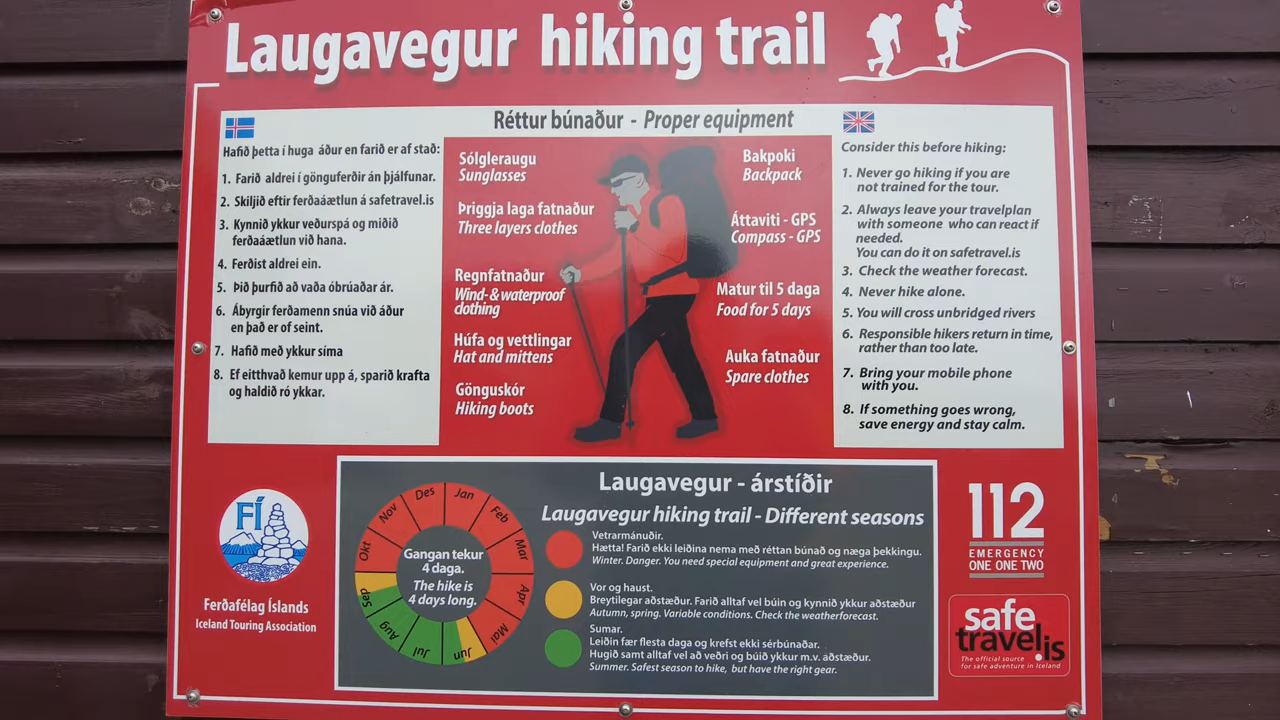 Laugavegur hiking trail
Réttur búnaður - Proper equipment
Hafið þetta í huga áður en farið er af stað:
1. Farið aldrei í gönguferðir án þjálfunar.
2. Skiljið eftir ferðaáætlun á safetravel.is
3. Kynnið ykkur veðurspá og miðið
ferðaáætlun við hana.
4. Ferðist aldrei ein.
5. Þið þurfið að vaða óbrúaðar ár.
6. Ábyrgir ferðamenn snúa við áður
en það er of seint.
7. Hafið með ykkur síma
8. Ef eitthvað kemur upp á, sparið krafta
og haldið ró ykkar.
Sólgleraugu
Sunglasses
Þriggja laga fatnaður
Three layers clothes
Regnfatnaður
Wind- & waterproof
clothing
Húfa og vettlingar
Hat and mittens
Gönguskór
Hiking boots
Bakpoki
Backpack
Áttaviti - GPS
Compass - GPS
Matur til 5 daga
Food for 5 days
Auka fatnaður
Spare clothes
Consider this before hiking:
1. Never go hiking if you are
not trained for the tour.
2. Always leave your travelplan
with someone who can react if
needed.
You can do it on safetravel.is
3. Check the weather forecast.
4. Never hike alone.
5. You will cross unbridged rivers
6. Responsible hikers return in time,
rather than too late.
7. Bring your mobile phone
with you.
8. If something goes wrong,
save energy and stay calm.
FÍ
Ferðafélag Íslands
Iceland Touring Association
Jan
Feb
Mar
Apr
Maí
Jun
Jul
Aug
Sep
Okt
Nov
Des
Gangan tekur
4 daga.
The hike is
4 days long.
Laugavegur - árstíðir
Laugavegur hiking trail - Different seasons
Vetrarmánuðir.
Hætta! Farið ekki leiðina nema með réttan búnað og næga þekkingu.
Winter. Danger. You need special equipment and great experience.
Vor og haust.
Breytilegar aðstæður. Farið alltaf vel búin og kynnið ykkur aðstæður
Autumn, spring. Variable conditions. Check the weatherforecast.
Sumar.
Leiðin fær flesta daga og krefst ekki sérbúnaðar.
Hugið samt alltaf vel að veðri og búið ykkur m.v. aðstæður.
Summer. Safest season to hike, but have the right gear.
112
EMERGENCY
ONE ONE TWO
safe
travel.is
The official source
for safe adventure in Iceland